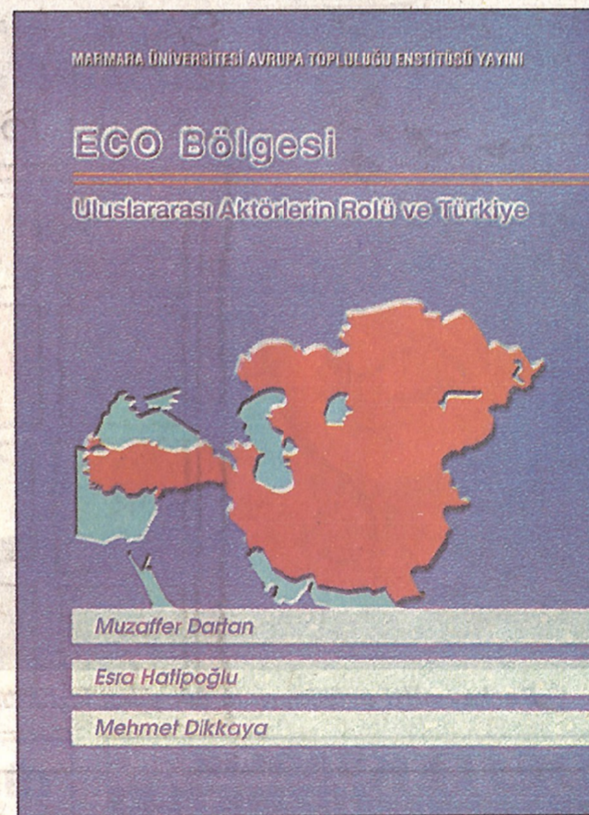 MARMARA ÜNİVERSİTESİ AVRUPA TOPLULUĞU ENSTİTÜSÜ YAYINI
ECO Bölgesi
Uluslararası Aktörlerin Rolü ve Türkiye
Muzaffer Dartan
Esra Hatipoğlu
Mehmet Dikkaya